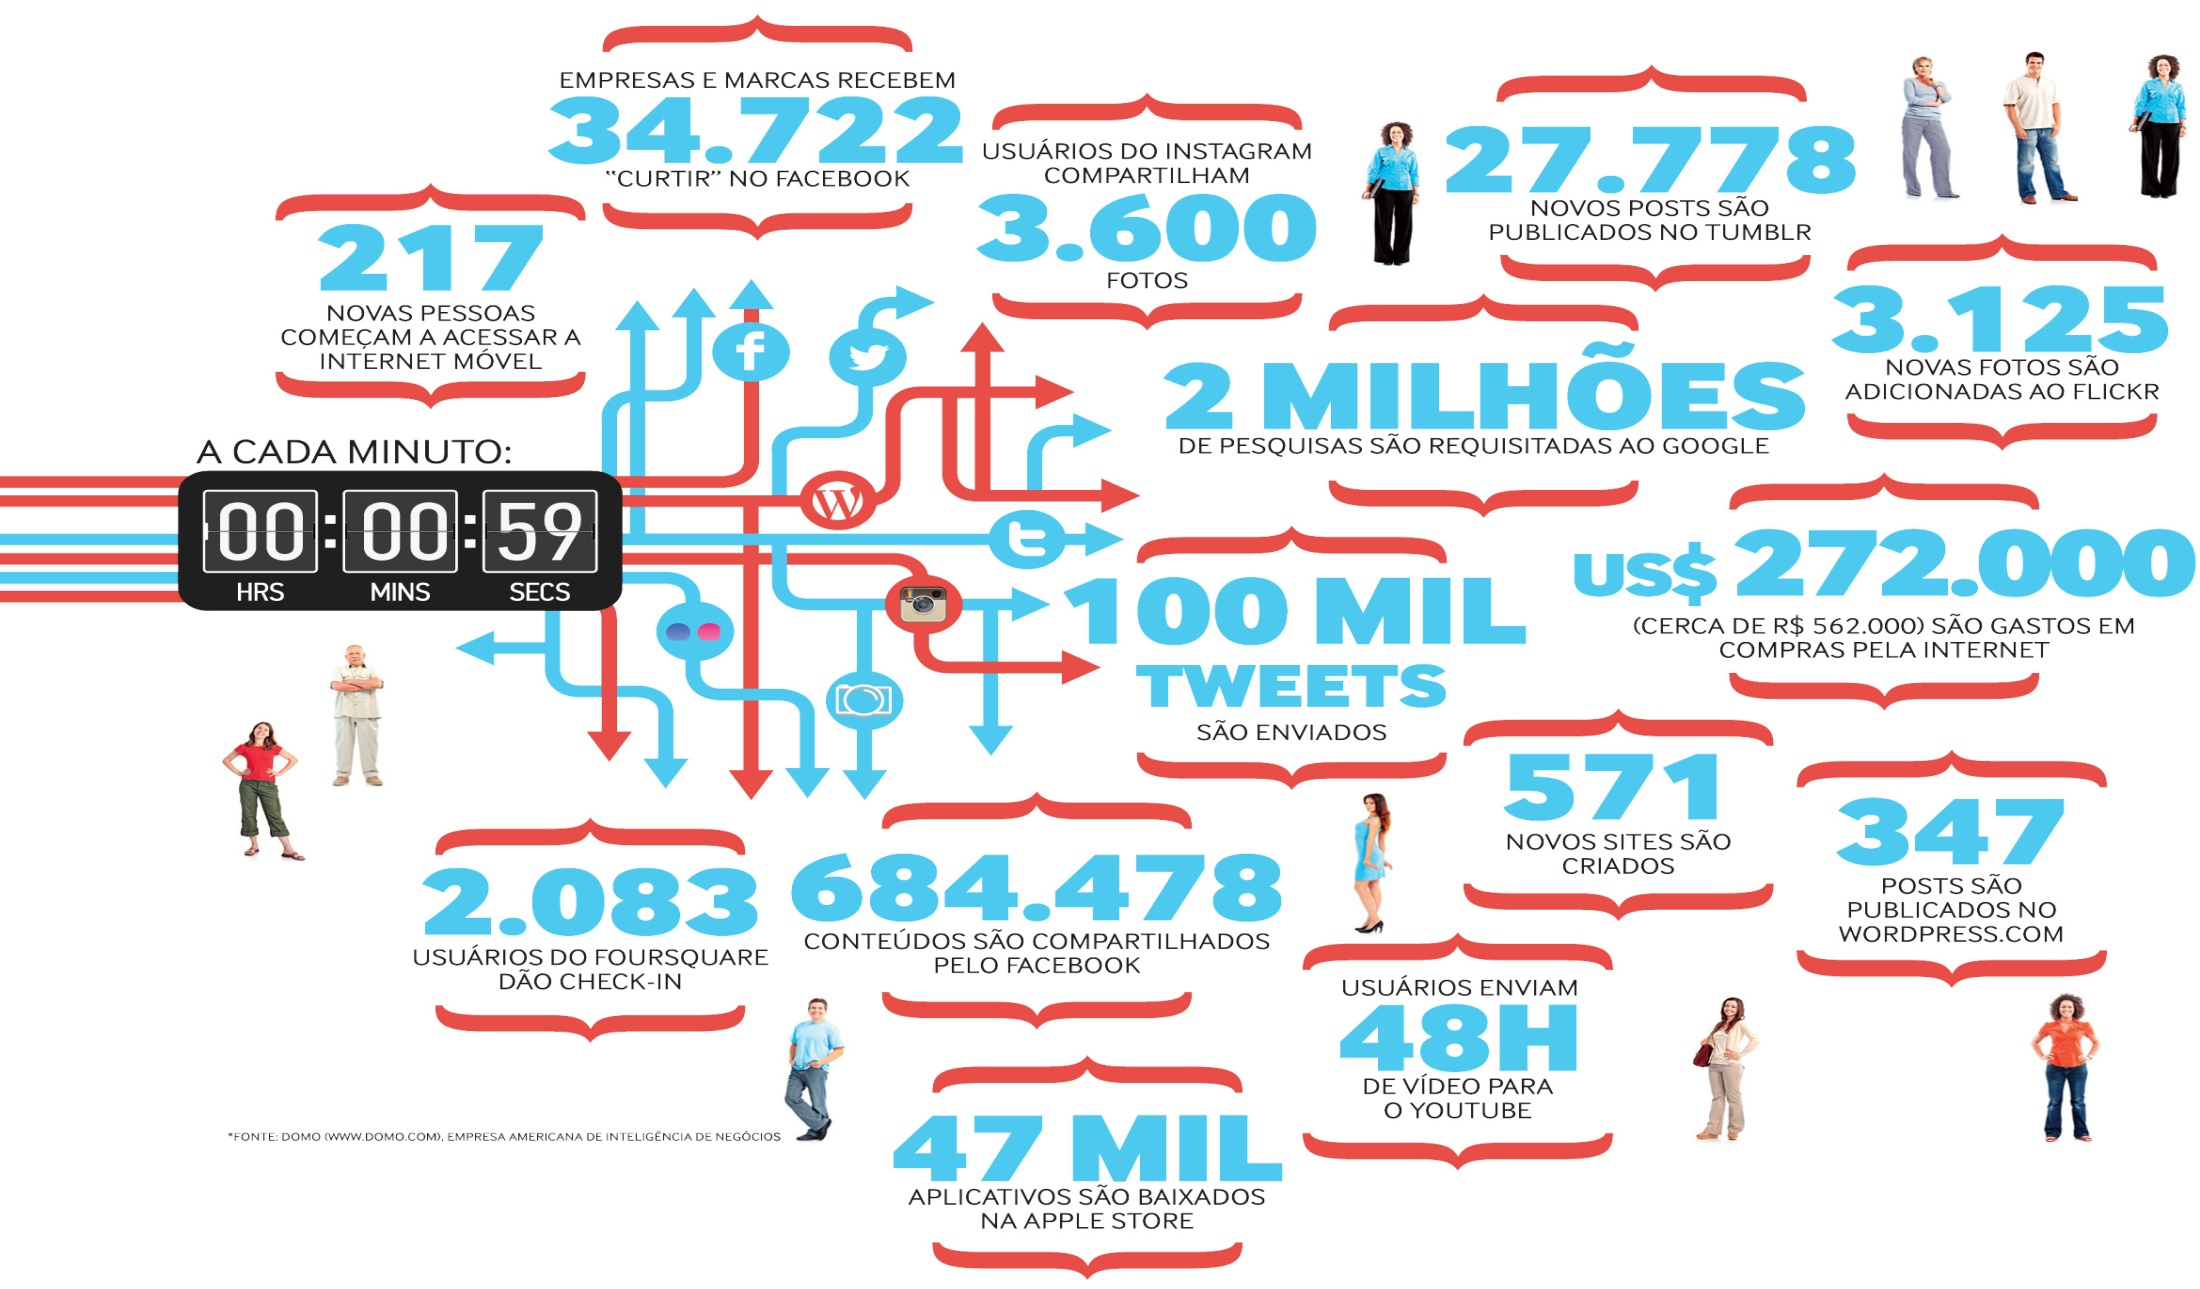 EMPRESAS E MARCAS RECEBEM
34.722
“CURTIR” NO FACEBOOK
USUÁRIOS DO INSTAGRAM
COMPARTILHAM
3.600
FOTOS
27.778
NOVOS POSTS SÃO
PUBLICADOS NO TUMBLR
217
NOVAS PESSOAS
COMEÇAM A ACESSAR A
INTERNET MÓVEL
2 MILHÕES
DE PESQUISAS SÃO REQUISITADAS AO GOOGLE
3.125
NOVAS FOTOS SÃO
ADICIONADAS AO FLICKR
A CADA MINUTO:
00:00:59
HRS MINS SECS
100 MIL
TWEETS
SÃO ENVIADOS
US$ 272.000
(CERCA DE R$ 562.000) SÃO GASTOS EM
COMPRAS PELA INTERNET
571
NOVOS SITES SÃO
CRIADOS
347
POSTS SÃO
PUBLICADOS NO
WORDPRESS.COM
2.083
USUÁRIOS DO FOURSQUARE
DÃO CHECK-IN
684.478
CONTEÚDOS SÃO COMPARTILHADOS
PELO FACEBOOK
USUÁRIOS ENVIAM
48H
DE VÍDEO PARA
O YOUTUBE
47 MIL
APLICATIVOS SÃO BAIXADOS
NA APPLE STORE
*FONTE: DOMO (WWW.DOMO.COM), EMPRESA AMERICANA DE INTELIGÊNCIA DE NEGÓCIOS